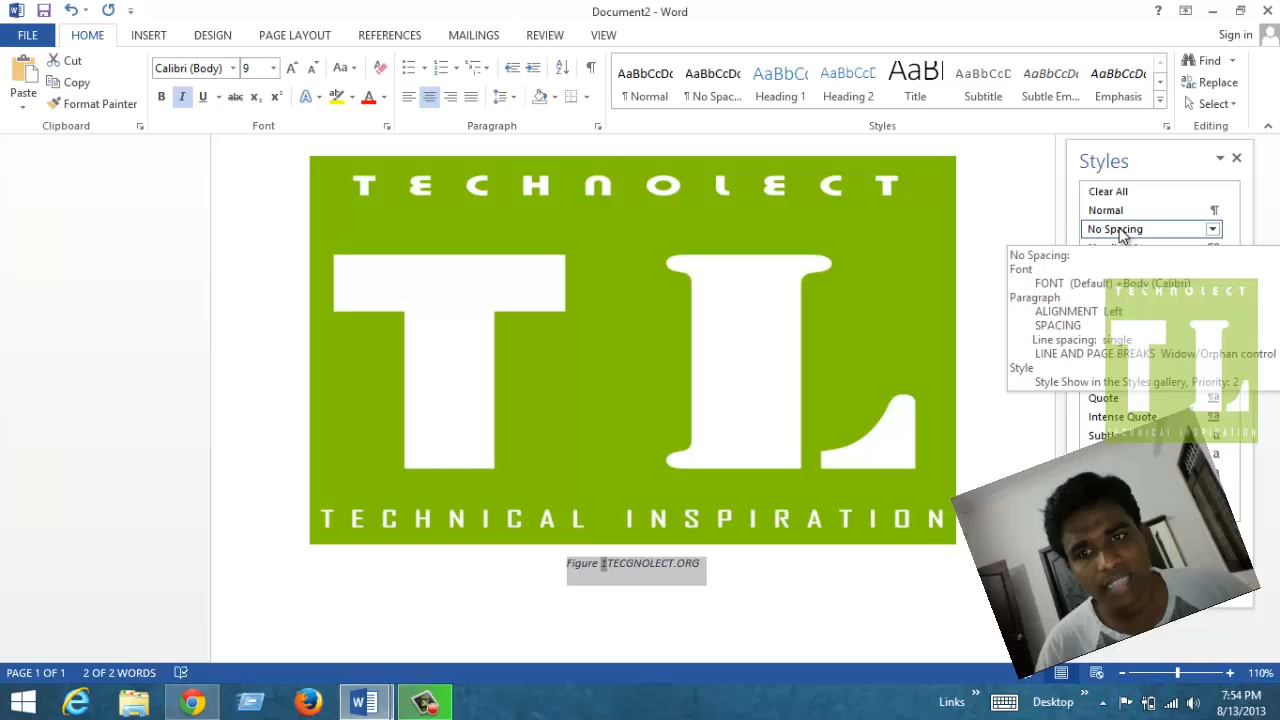 Document2 - Word
Sign in
FILE HOME INSERT DESIGN PAGE LAYOUT REFERENCES MAILINGS REVIEW VIEW
Paste
Cut
Copy
Format Painter
Clipboard
Calibri (Body) 9
Font
Paragraph
AaBbCcDc AaBbCcDc AaBbCc AaBbCcC AaBl AaBbCcD AaBbCcDc AaBbCcDc
¶ Normal ¶ No Spac... Heading 1 Heading 2 Title Subtitle Subtle Em... Emphasis
Styles
Find
Replace
Select
Editing
TECHNOLECT
TL
TECHNICAL INSPIRATION
Figure 1TECGNOLECT.ORG
Styles
Clear All
Normal
No Spacing
No Spacing:
Font
FONT (Default) +Body (Calibri)
Paragraph
ALIGNMENT Left
SPACING
Line spacing: single
LINE AND PAGE BREAKS Widow/Orphan control
Style
Style Show in the Styles gallery, Priority: 2
Quote
Intense Quote
TECHNOLECT
TL
TECHNICAL INSPIRATION
PAGE 1 OF 1 2 OF 2 WORDS
110%
Links
Desktop
7:54 PM
8/13/2013